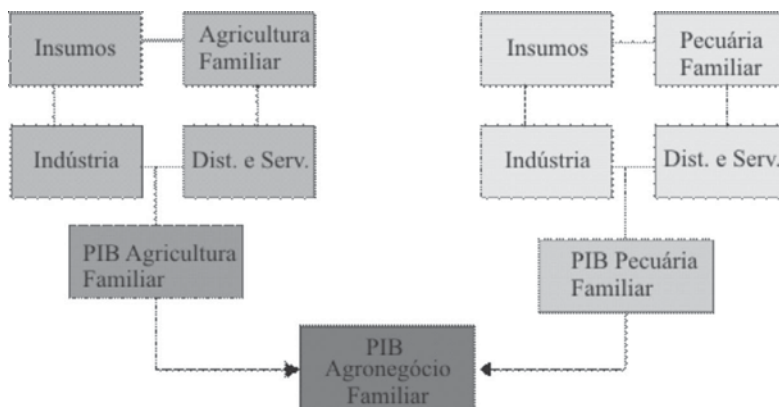 Insumos
Agricultura
Familiar
Indústria
Dist. e Serv.
PIB Agricultura
Familiar
Insumos
Pecuária
Familiar
Indústria
Dist. e Serv.
PIB Pecuária
Familiar
PIB
Agronegócio
Familiar